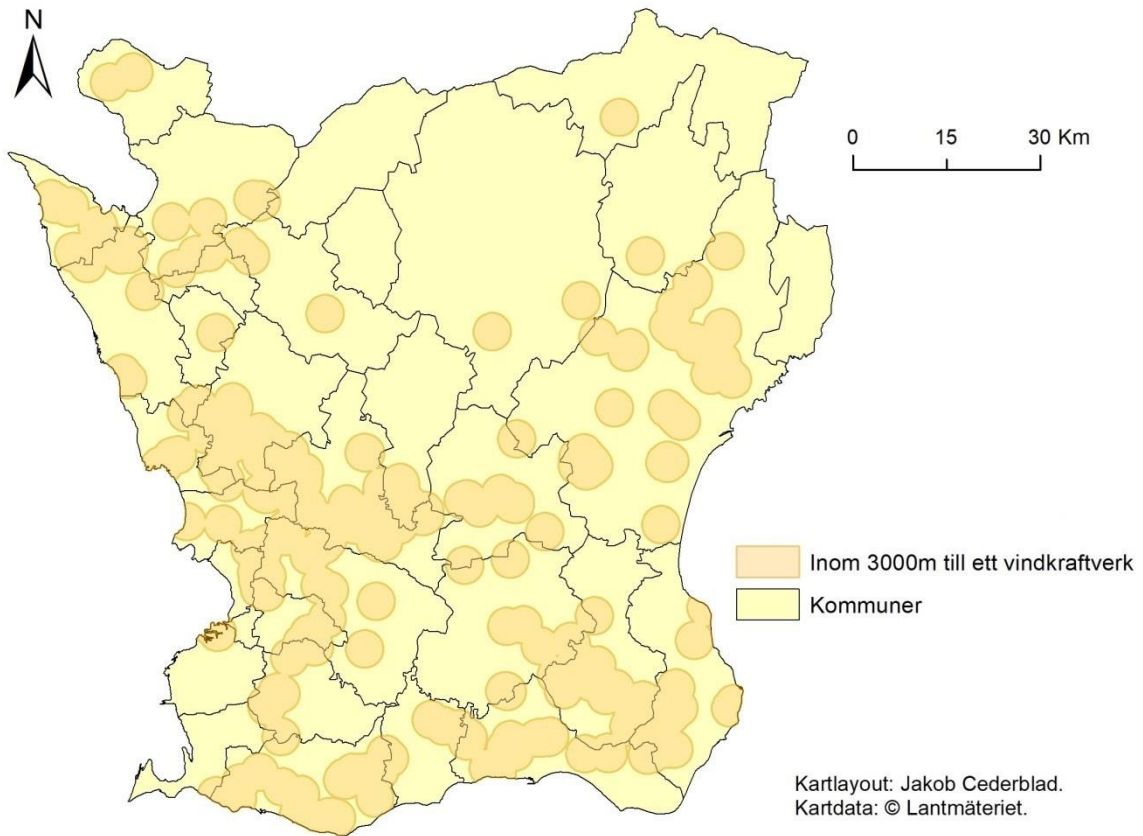 N
0 15 30 Km
Inom 3000m till ett vindkraftverk
Kommuner
Kartlayout: Jakob Cederblad.
Kartdata: © Lantmäteriet.